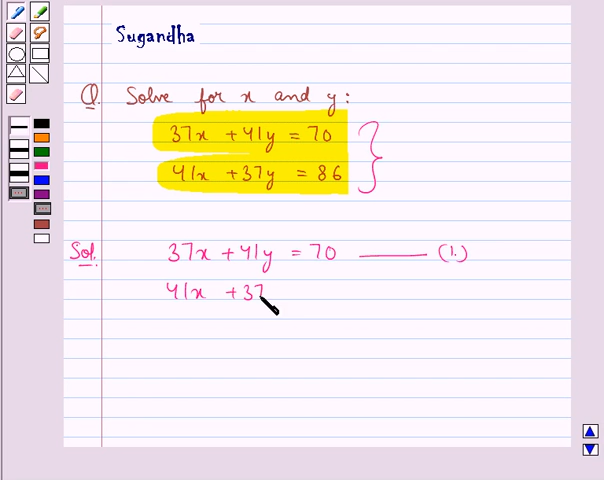 Sugandha
Q. Solve for x and y:
37x + 41y = 70
41x + 37y = 86
Sol. 37x + 41y = 70 ——— (1.)
41x + 37